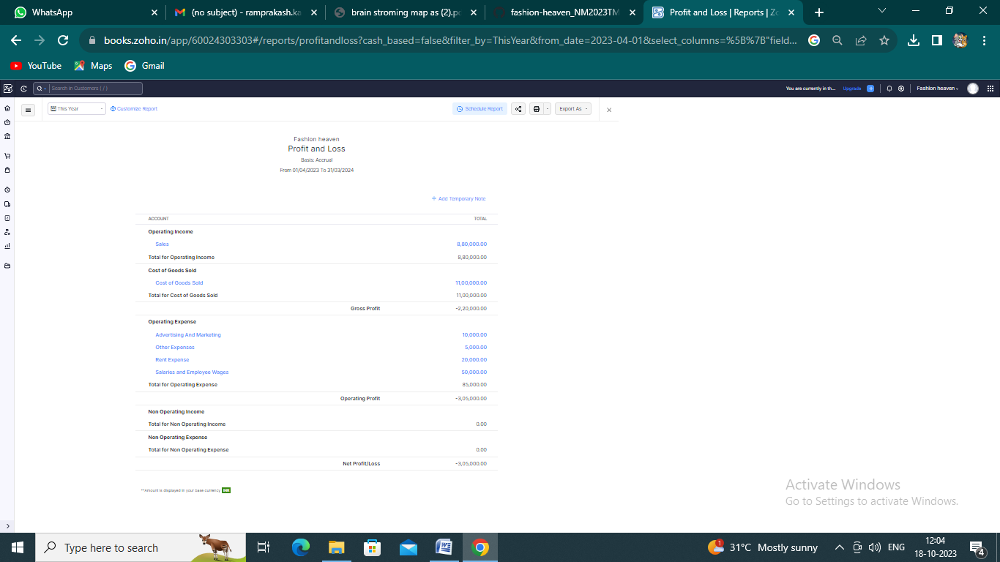 WhatsApp
(no subject) - ramprakash.ka
brain stroming map as (2).pd
fashion-heaven_NM2023TM
Profit and Loss | Reports | Zo
books.zoho.in/app/60024303303#/reports/profitandloss?cash_based=false&filter_by=ThisYear&from_date=2023-04-01&select_columns=%5B%7B"field...
YouTube
Maps
Gmail
Search in Customers ( / )
You are currently in th...
Upgrade
Fashion heaven
This Year
Customize Report
Schedule Report
Export As
Fashion heaven
Profit and Loss
Basis: Accrual
From 01/04/2023 To 31/03/2024
+ Add Temporary Note
ACCOUNT TOTAL
Operating Income
Sales 8,80,000.00
Total for Operating Income 8,80,000.00
Cost of Goods Sold
Cost of Goods Sold 11,00,000.00
Total for Cost of Goods Sold 11,00,000.00
Gross Profit -2,20,000.00
Operating Expense
Advertising And Marketing 10,000.00
Other Expenses 5,000.00
Rent Expense 20,000.00
Salaries and Employee Wages 50,000.00
Total for Operating Expense 85,000.00
Operating Profit -3,05,000.00
Non Operating Income
Total for Non Operating Income 0.00
Non Operating Expense
Total for Non Operating Expense 0.00
Net Profit/Loss -3,05,000.00
**Amount is displayed in your base currency INR
Activate Windows
Go to Settings to activate Windows.
Type here to search
1
31°C Mostly sunny
ENG
12:04
18-10-2023
4